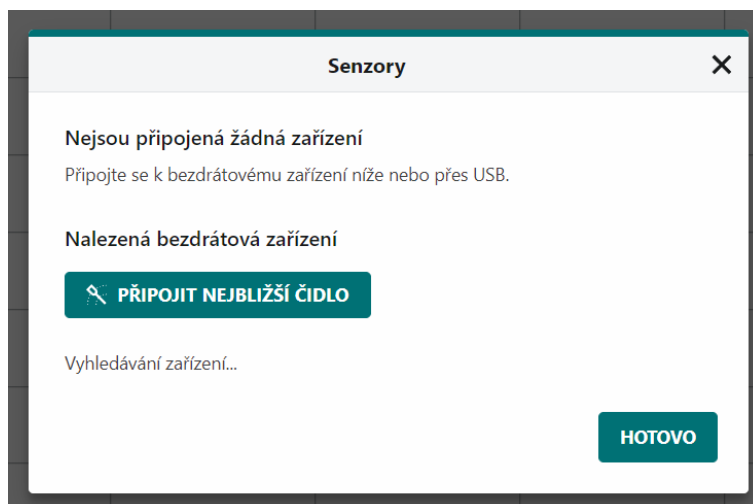 Senzory
Nejsou připojená žádná zařízení
Připojte se k bezdrátovému zařízení níže nebo přes USB.
Nalezená bezdrátová zařízení
PŘIPOJIT NEJBLIŽŠÍ ČIDLO
Vyhledávání zařízení...
HOTOVO